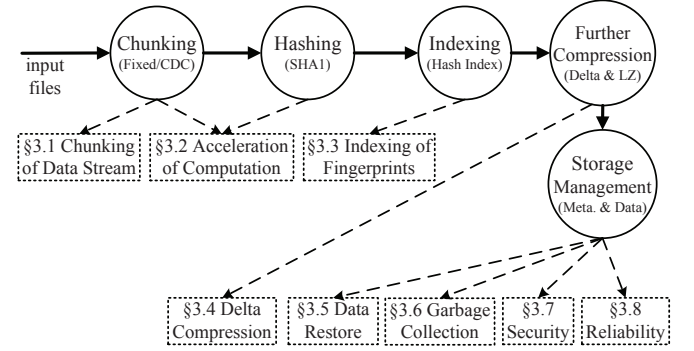 Chunking
(Fixed/CDC)
Hashing
(SHA1)
Indexing
(Hash Index)
Further
Compression
(Delta & LZ)
input
files
§3.1 Chunking
of Data Stream
§3.2 Acceleration
of Computation
§3.3 Indexing of
Fingerprints
Storage
Management
(Meta. & Data)
§3.4 Delta
Compression
§3.5 Data
Restore
§3.6 Garbage
Collection
§3.7
Security
§3.8
Reliability